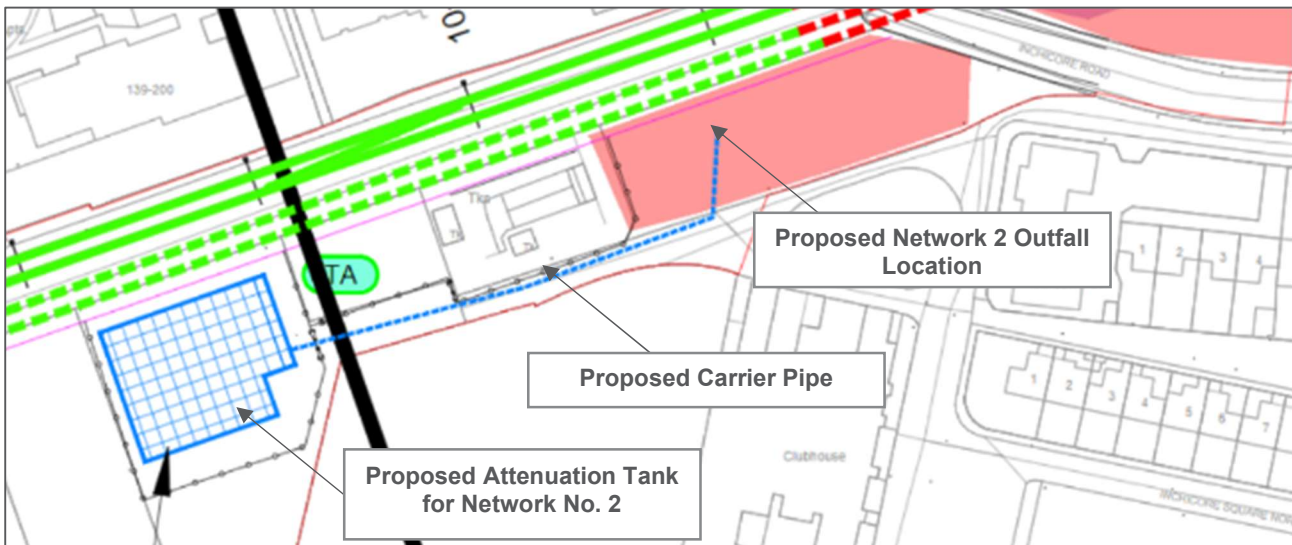 10
139-200
INCHICORE ROAD
TA
1
2
3
4
Proposed Network 2 Outfall
Location
Proposed Carrier Pipe
1
2
3
4
5
6
7
Clubhouse
Proposed Attenuation Tank
for Network No. 2
INCHICORE SQUARE NOR